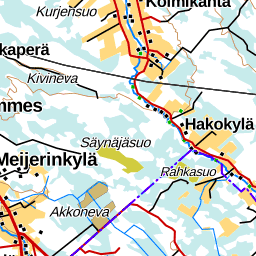 Kolmikanta
Kurjensuo
kaperä
Kivineva
mmes
Hakokylä
Säynäjäsuo
Meijerinkylä
Rahkasuo
Akkoneva